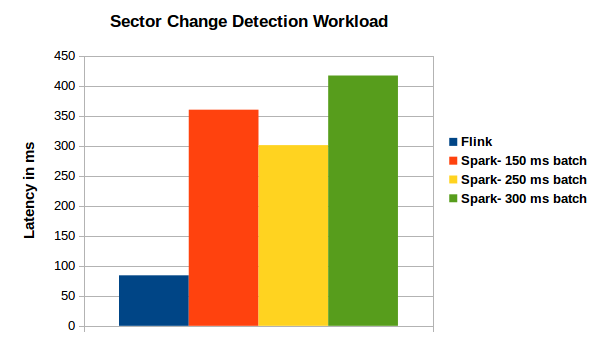 Sector Change Detection Workload
450
400
350
300
250
200
150
100
50
0
Latency in ms
Flink
Spark- 150 ms batch
Spark- 250 ms batch
Spark- 300 ms batch